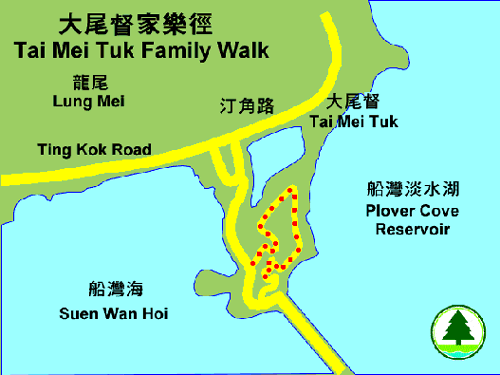 大尾督家樂徑
Tai Mei Tuk Family Walk
龍尾
Lung Mei
汀角路
大尾督
Tai Mei Tuk
Ting Kok Road
船灣淡水湖
Plover Cove
Reservoir
船灣海
Suen Wan Hoi